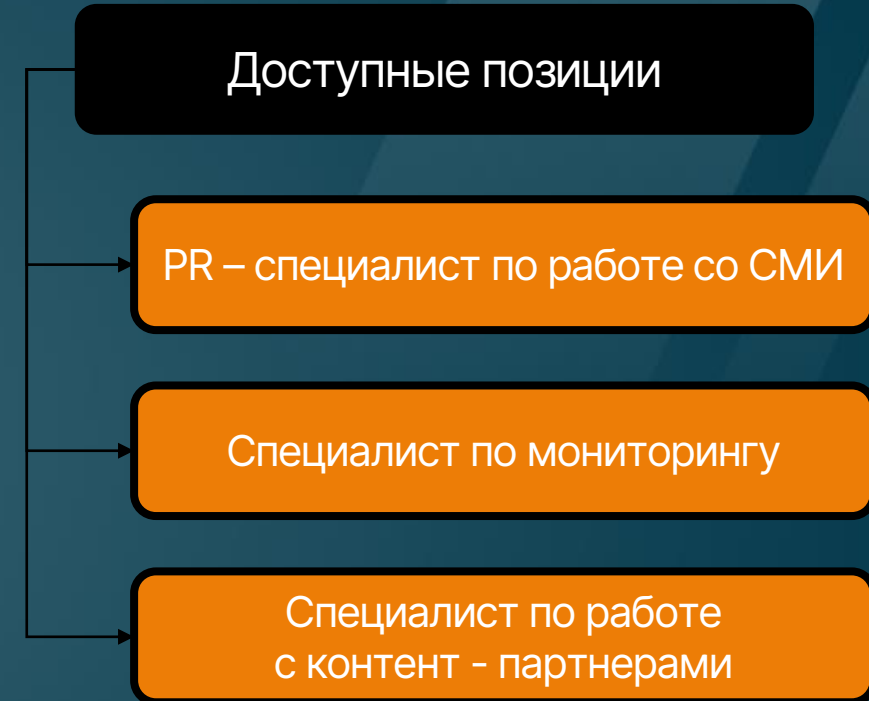 Доступные позиции
PR – специалист по работе со СМИ
Специалист по мониторингу
Специалист по работе
с контент - партнерами